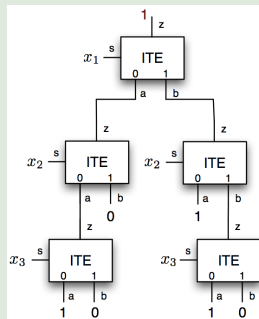 1
z
x₁ s ITE
0 1
a b
z z
x₂ s ITE x₂ s ITE
0 1 0 1
a b a b
0 1
z z
x₃ s ITE x₃ s ITE
0 1 0 1
a b a b
1 0 1 0